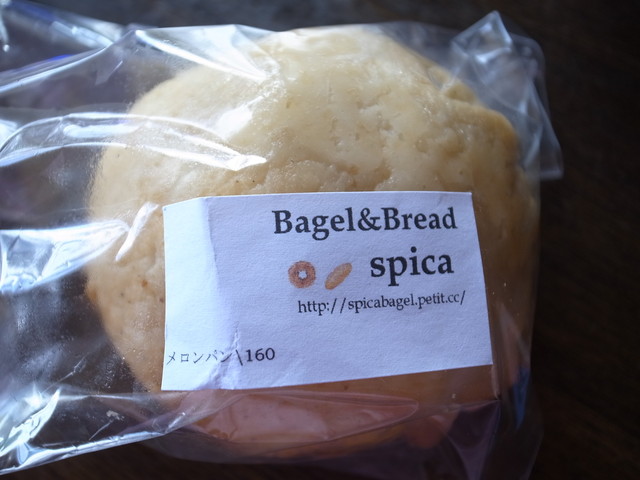 Bagel&Bread
spica
http://spicabagel.petit.cc/
メロンパン\160